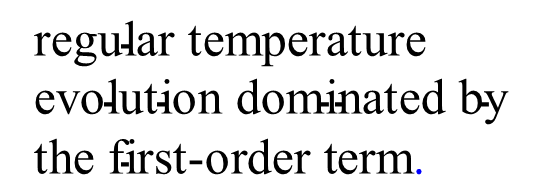 regular temperature
evolution dominated by
the first-order term.